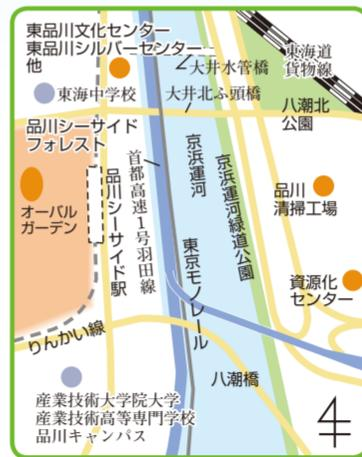 東品川文化センター
東品川シルバーセンター
他
東海中学校
大井水管橋
大井北ふ頭橋
東海道
貨物線
八潮北
公園
品川シーサイド
フォレスト
オーバル
ガーデン
品川シーサイド駅
首都高速1号羽田線
京浜運河
京浜運河緑道公園
東京モノレール
品川
清掃工場
資源化
センター
りんかい線
八潮橋
産業技術大学院大学
産業技術高等専門学校
品川キャンパス